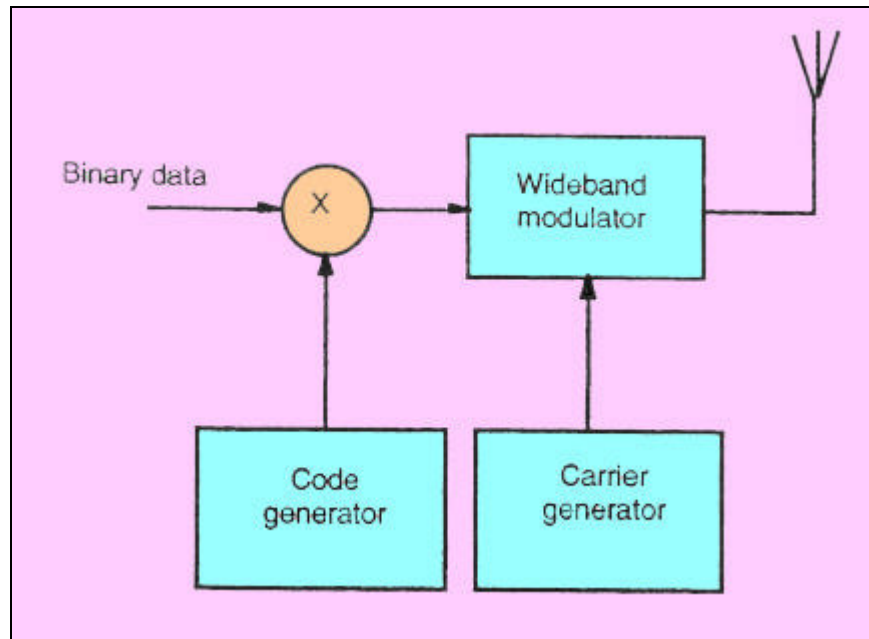 Binary data
X
Wideband
modulator
Code
generator
Carrier
generator